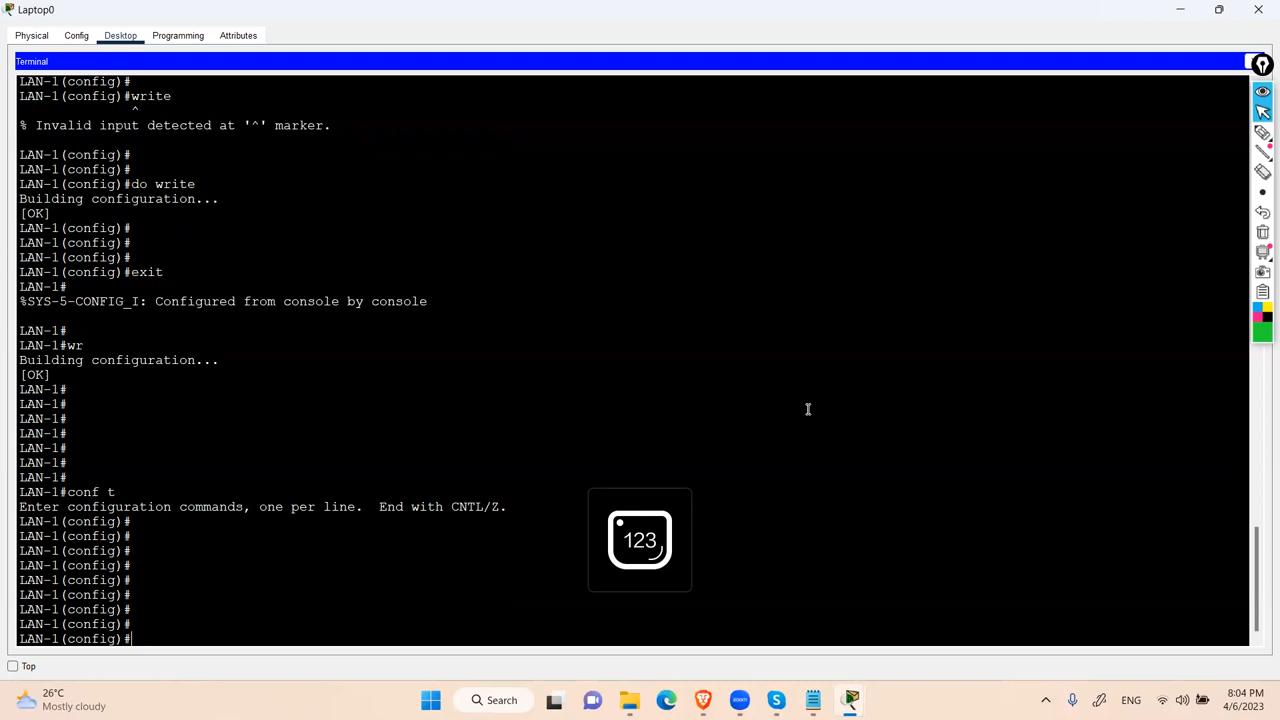 Laptop0
Physical Config Desktop Programming Attributes
Terminal
LAN-1(config)#
LAN-1(config)#write
^
% Invalid input detected at '^' marker.
LAN-1(config)#
LAN-1(config)#
LAN-1(config)#do write
Building configuration...
[OK]
LAN-1(config)#
LAN-1(config)#
LAN-1(config)#
LAN-1(config)#exit
LAN-1#
%SYS-5-CONFIG_I: Configured from console by console
LAN-1#
LAN-1#wr
Building configuration...
[OK]
LAN-1#
LAN-1#
LAN-1#
LAN-1#
LAN-1#
LAN-1#
LAN-1#
LAN-1#conf t
Enter configuration commands, one per line.  End with CNTL/Z.
LAN-1(config)#
LAN-1(config)#
LAN-1(config)#
LAN-1(config)#
LAN-1(config)#
LAN-1(config)#
LAN-1(config)#
LAN-1(config)#
LAN-1(config)#
123
Top
26°C
Mostly cloudy
Search
zoom
ENG
8:04 PM
4/6/2023